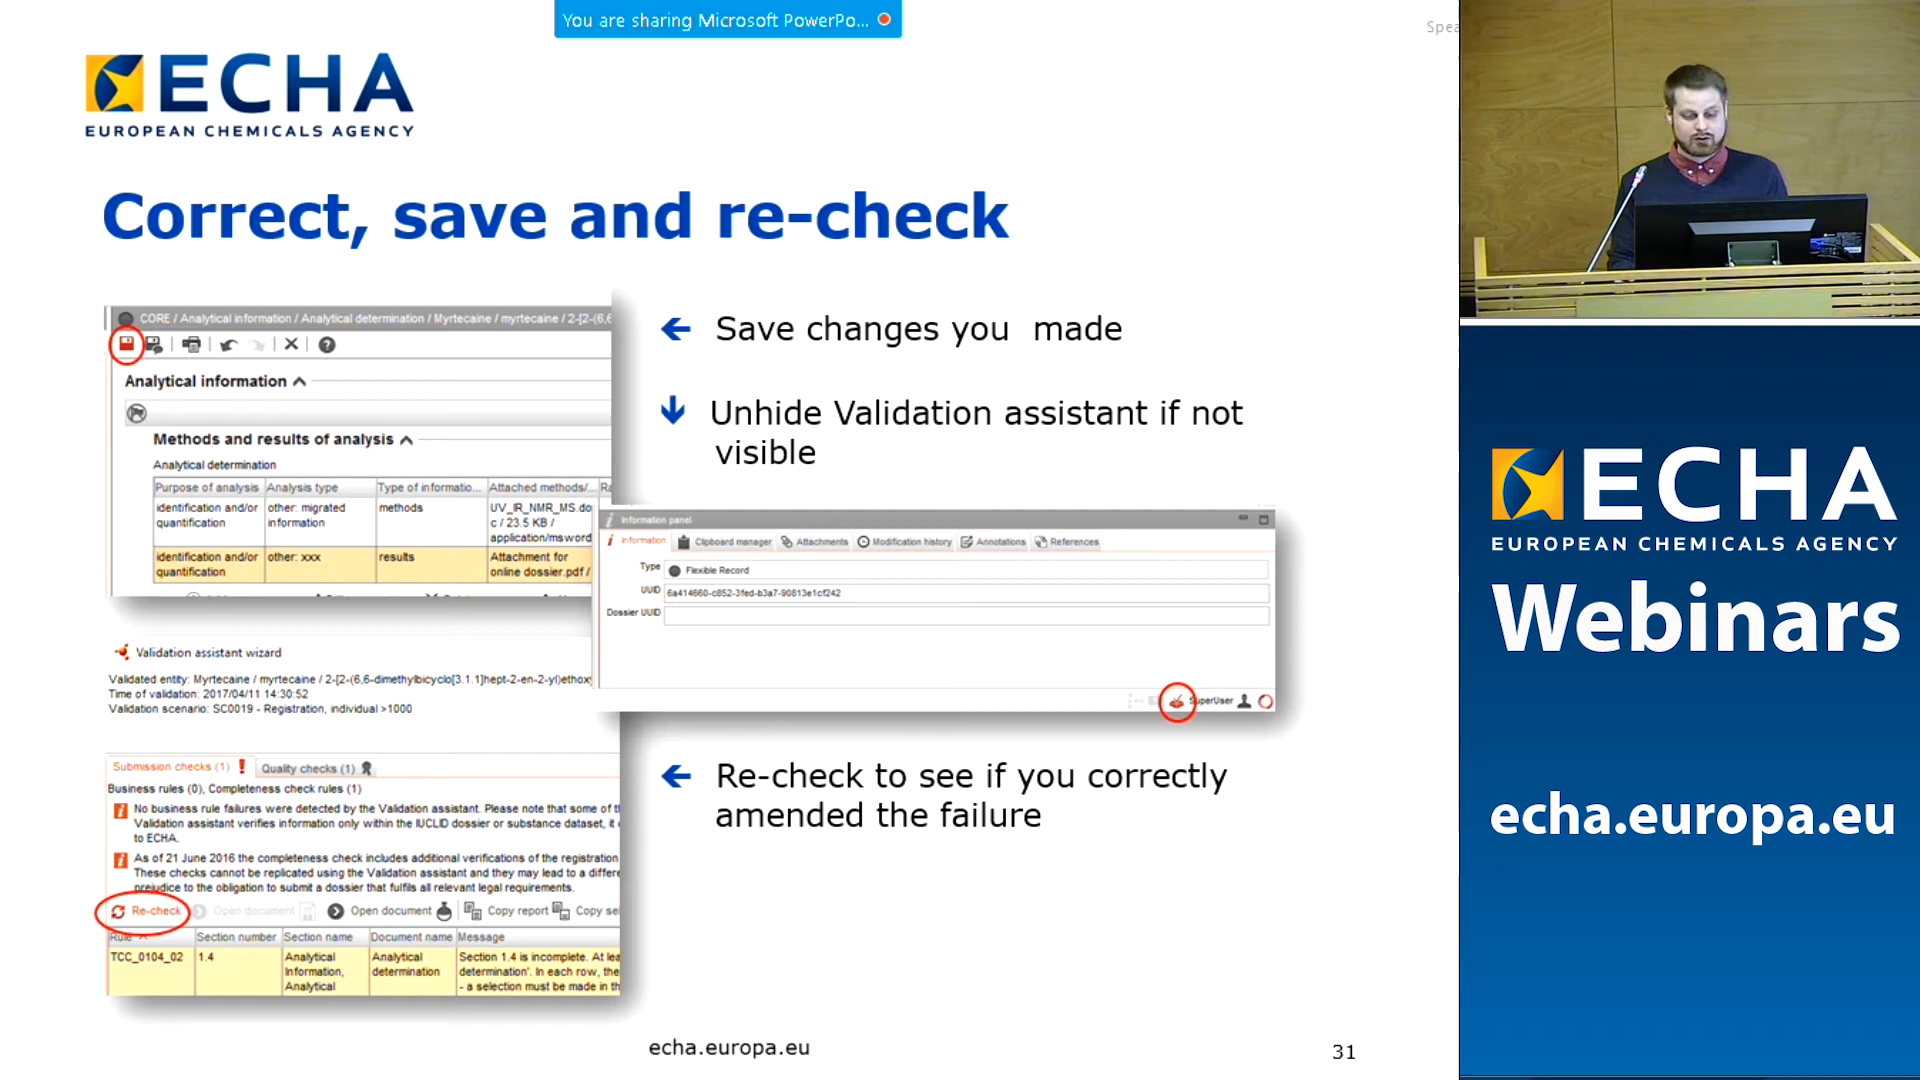 You are sharing Microsoft PowerPo...
Spea
ECHA
EUROPEAN CHEMICALS AGENCY
Correct, save and re-check
CORE / Analytical information / Analytical determination / Myrtecaine / myrtecaine / 2-[2-(6,6
Analytical information
Methods and results of analysis
Analytical determination
Purpose of analysis Analysis type Type of informatio... Attached methods/... Ra
identification and/or quantification other: migrated information methods UV_IR_NMR_MS.do c / 23.5 KB / application/msword
identification and/or quantification other: xxx results Attachment for online dossier.pdf /
Save changes you made
Unhide Validation assistant if not
visible
Information panel
Information Clipboard manager Attachments Modification history Annotations References
Type Flexible Record
UUID 6a414660-c852-3fed-b3a7-90813e1cf242
Dossier UUID
SuperUser
Validation assistant wizard
Validated entity: Myrtecaine / myrtecaine / 2-[2-(6,6-dimethylbicyclo[3.1.1]hept-2-en-2-yl)ethoxy
Time of validation: 2017/04/11 14:30:52
Validation scenario: SC0019 - Registration, individual >1000
Submission checks (1) Quality checks (1)
Business rules (0), Completeness check rules (1)
No business rule failures were detected by the Validation assistant. Please note that some of t
Validation assistant verifies information only within the IUCLID dossier or substance dataset, it
to ECHA.
As of 21 June 2016 the completeness check includes additional verifications of the registration
These checks cannot be replicated using the Validation assistant and they may lead to a differe
prejudice to the obligation to submit a dossier that fulfils all relevant legal requirements.
Re-check Open document Open document Copy report Copy sel
Rule Section number Section name Document name Message
TCC_0104_02 1.4 Analytical Information, Analytical Analytical determination Section 1.4 is incomplete. At lea determination'. In each row, the - a selection must be made in th
Re-check to see if you correctly
amended the failure
echa.europa.eu
31
ECHA
EUROPEAN CHEMICALS AGENCY
Webinars
echa.europa.eu